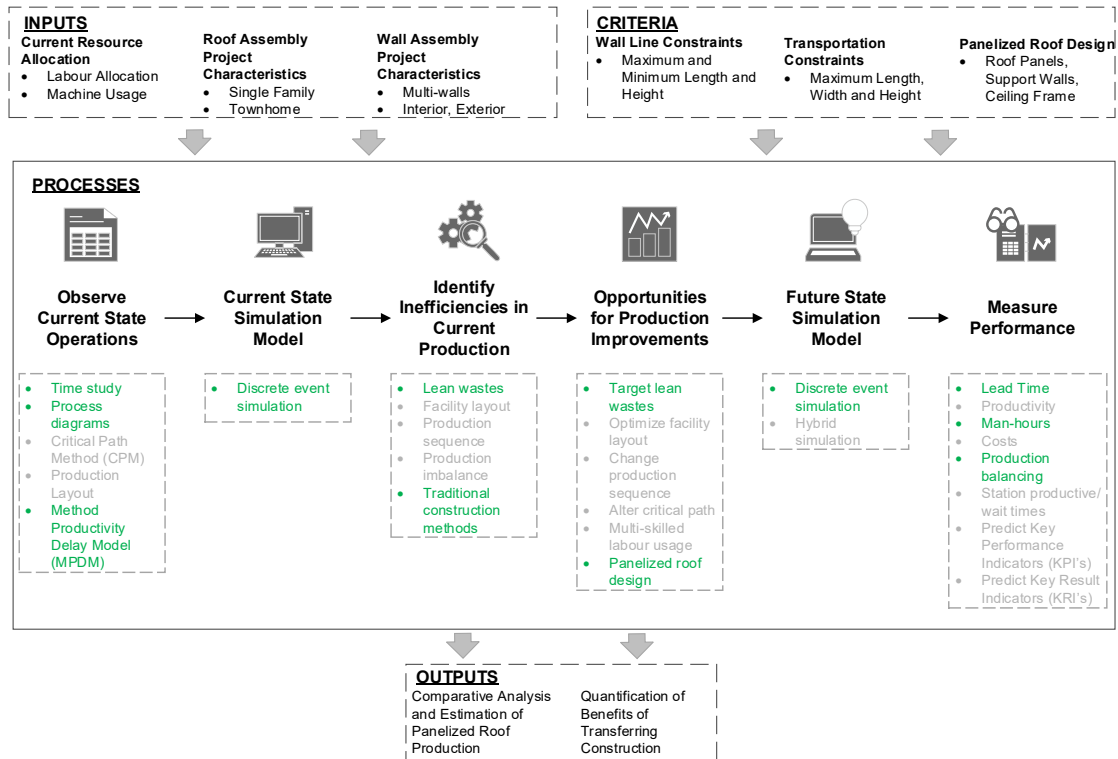 INPUTS
Current Resource
Allocation
• Labour Allocation
• Machine Usage
Roof Assembly
Project
Characteristics
• Single Family
• Townhome
Wall Assembly
Project
Characteristics
• Multi-walls
• Interior, Exterior
CRITERIA
Wall Line Constraints
• Maximum and
Minimum Length and
Height
Transportation
Constraints
• Maximum Length,
Width and Height
Panelized Roof Design
• Roof Panels,
Support Walls,
Ceiling Frame
PROCESSES
Observe
Current State
Operations
Current State
Simulation
Model
Identify
Inefficiencies in
Current
Production
Opportunities
for Production
Improvements
Future State
Simulation
Model
Measure
Performance
• Time study
• Process
diagrams
• Critical Path
Method (CPM)
• Production
Layout
• Method
Productivity
Delay Model
(MPDM)
• Discrete event
simulation
• Lean wastes
• Facility layout
• Production
sequence
• Production
imbalance
• Traditional
construction
methods
• Target lean
wastes
• Optimize facility
layout
• Change
production
sequence
• Alter critical path
• Multi-skilled
labour usage
• Panelized roof
design
• Discrete event
simulation
• Hybrid
simulation
• Lead Time
• Productivity
• Man-hours
• Costs
• Production
balancing
• Station productive/
wait times
• Predict Key
Performance
Indicators (KPI's)
• Predict Key Result
Indicators (KRI's)
OUTPUTS
Comparative Analysis
and Estimation of
Panelized Roof
Production
Quantification of
Benefits of
Transferring
Construction